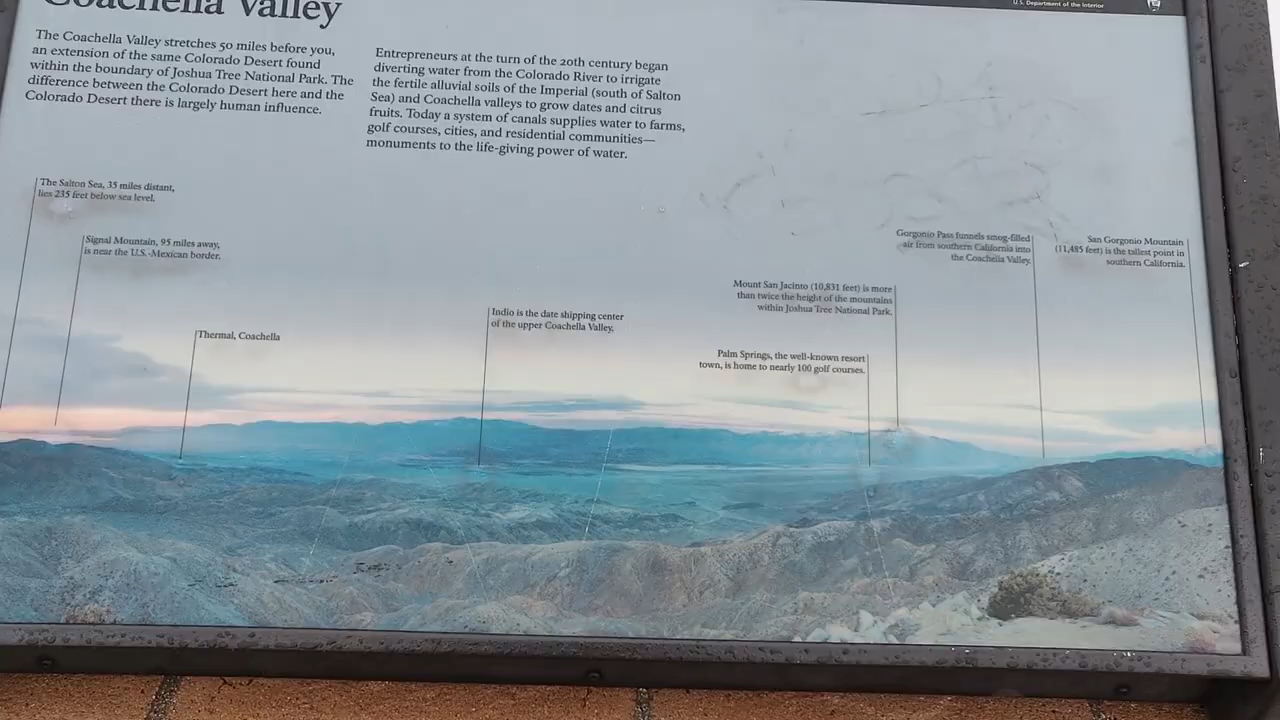 Coachella Valley
U.S. Department of the Interior
The Coachella Valley stretches 50 miles before you,
an extension of the same Colorado Desert found
within the boundary of Joshua Tree National Park. The
difference between the Colorado Desert here and the
Colorado Desert there is largely human influence.
Entrepreneurs at the turn of the 20th century began
diverting water from the Colorado River to irrigate
the fertile alluvial soils of the Imperial (south of Salton
Sea) and Coachella valleys to grow dates and citrus
fruits. Today a system of canals supplies water to farms,
golf courses, cities, and residential communities—
monuments to the life-giving power of water.
The Salton Sea, 35 miles distant,
lies 235 feet below sea level.
Signal Mountain, 95 miles away,
is near the U.S.-Mexican border.
Thermal, Coachella
Indio is the date shipping center
of the upper Coachella Valley.
Palm Springs, the well-known resort
town, is home to nearly 100 golf courses.
Mount San Jacinto (10,831 feet) is more
than twice the height of the mountains
within Joshua Tree National Park.
Gorgonio Pass funnels smog-filled
air from southern California into
the Coachella Valley.
San Gorgonio Mountain
(11,485 feet) is the tallest point in
southern California.